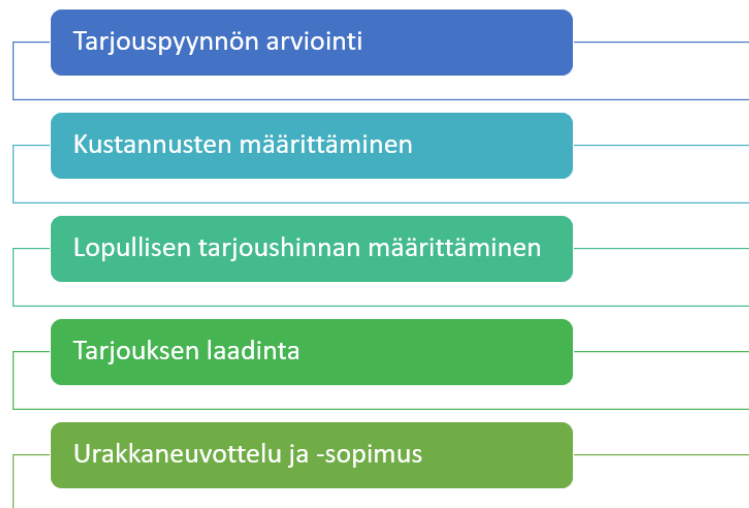 Tarjouspyynnön arviointi
Kustannusten määrittäminen
Lopullisen tarjoushinnan määrittäminen
Tarjouksen laadinta
Urakkaneuvottelu ja -sopimus